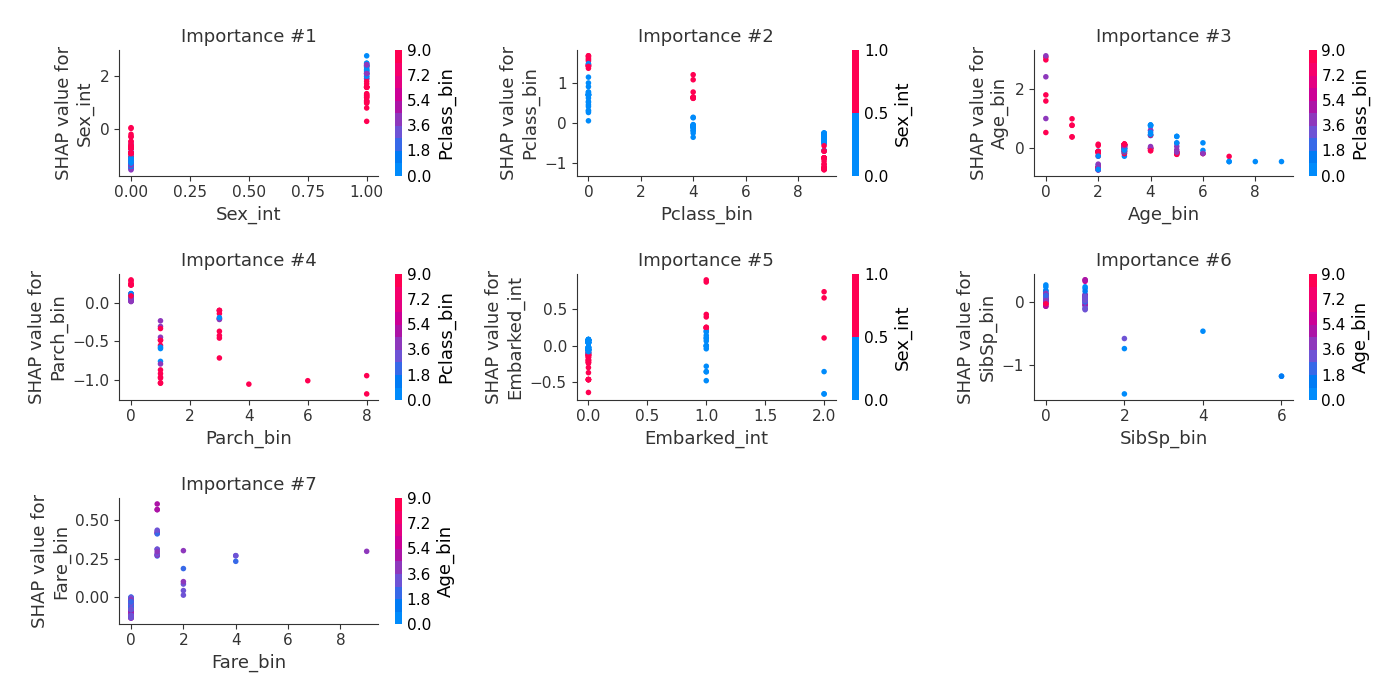 Importance #1
SHAP value for
Sex_int
2
0
0.00 0.25 0.50 0.75 1.00
Sex_int
9.0
7.2
5.4
3.6
1.8
0.0
Pclass_bin
Importance #2
SHAP value for
Pclass_bin
1
0
−1
0 2 4 6 8
Pclass_bin
1.0
0.5
0.0
Sex_int
Importance #3
SHAP value for
Age_bin
2
0
0 2 4 6 8
Age_bin
9.0
7.2
5.4
3.6
1.8
0.0
Pclass_bin
Importance #4
SHAP value for
Parch_bin
0.0
−0.5
−1.0
0 2 4 6 8
Parch_bin
9.0
7.2
5.4
3.6
1.8
0.0
Pclass_bin
Importance #5
SHAP value for
Embarked_int
0.5
0.0
−0.5
0.0 0.5 1.0 1.5 2.0
Embarked_int
1.0
0.5
0.0
Sex_int
Importance #6
SHAP value for
SibSp_bin
0
−1
0 2 4 6
SibSp_bin
9.0
7.2
5.4
3.6
1.8
0.0
Age_bin
Importance #7
SHAP value for
Fare_bin
0.50
0.25
0.00
0 2 4 6 8
Fare_bin
9.0
7.2
5.4
3.6
1.8
0.0
Age_bin